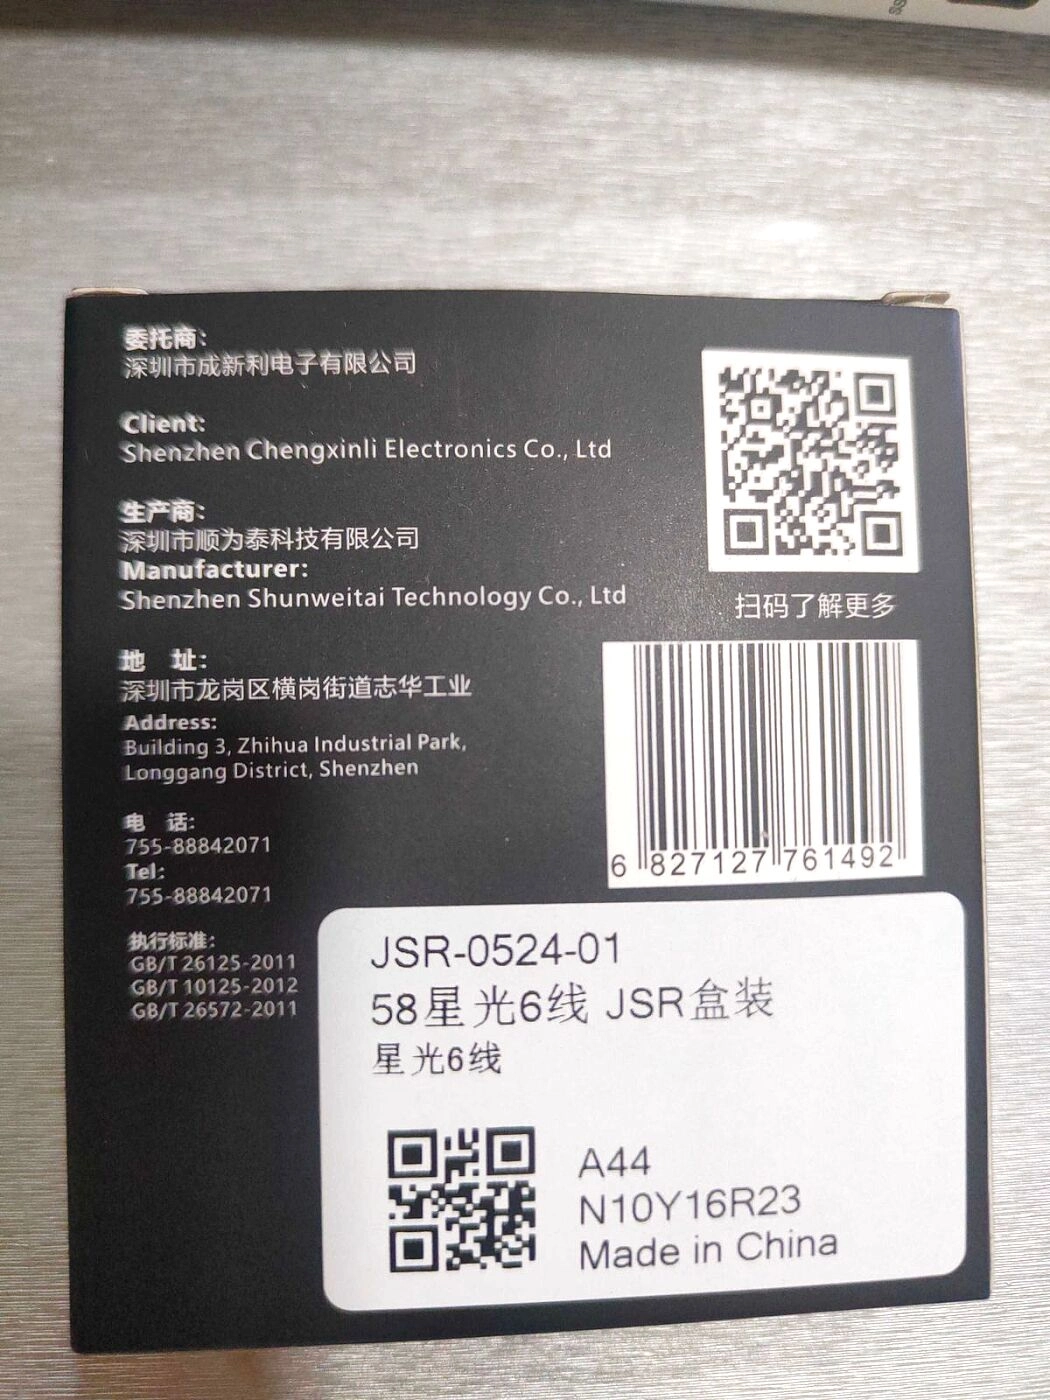 委托商：
深圳市成新利电子有限公司
Client:
Shenzhen Chengxinli Electronics Co., Ltd
生产商：
深圳市顺为泰科技有限公司
Manufacturer:
Shenzhen Shunweitai Technology Co., Ltd
地 址：
深圳市龙岗区横岗街道志华工业
Address:
Building 3, Zhihua Industrial Park,
Longgang District, Shenzhen
电 话：
755-88842071
Tel:
755-88842071
执行标准：
GB/T 26125-2011
GB/T 10125-2012
GB/T 26572-2011
扫码了解更多
6 827127 761492
JSR-0524-01
58星光6线 JSR盒装
星光6线
A44
N10Y16R23
Made in China